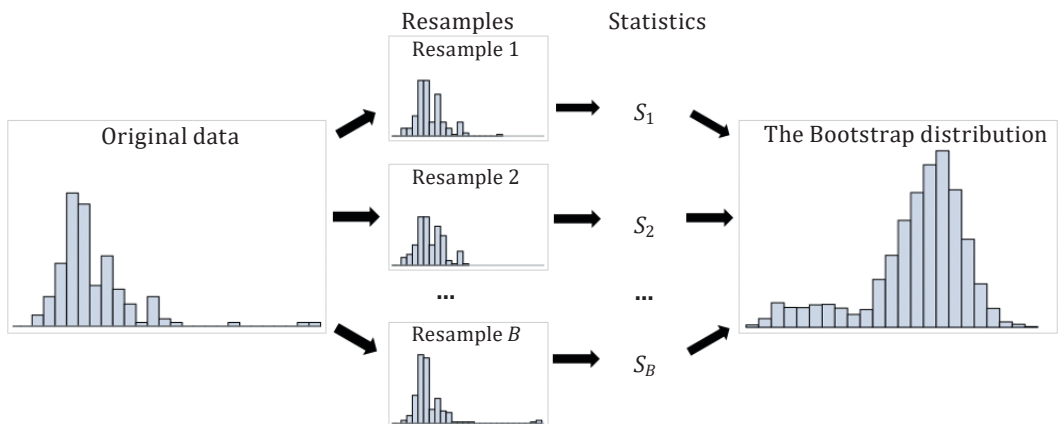 Resamples
Statistics
Original data
Resample 1
S1
Resample 2
S2
...
...
Resample B
SB
The Bootstrap distribution